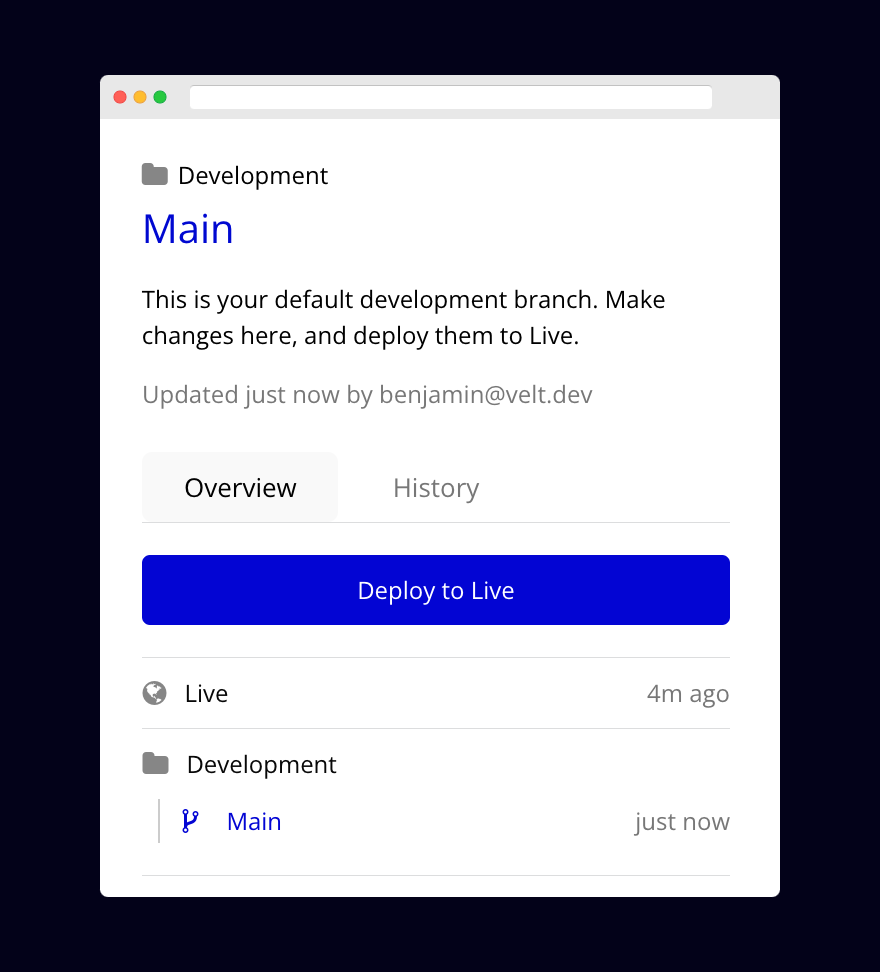 Development
Main
This is your default development branch. Make
changes here, and deploy them to Live.
Updated just now by benjamin@velt.dev
Overview History
Deploy to Live
Live 4m ago
Development
Main just now